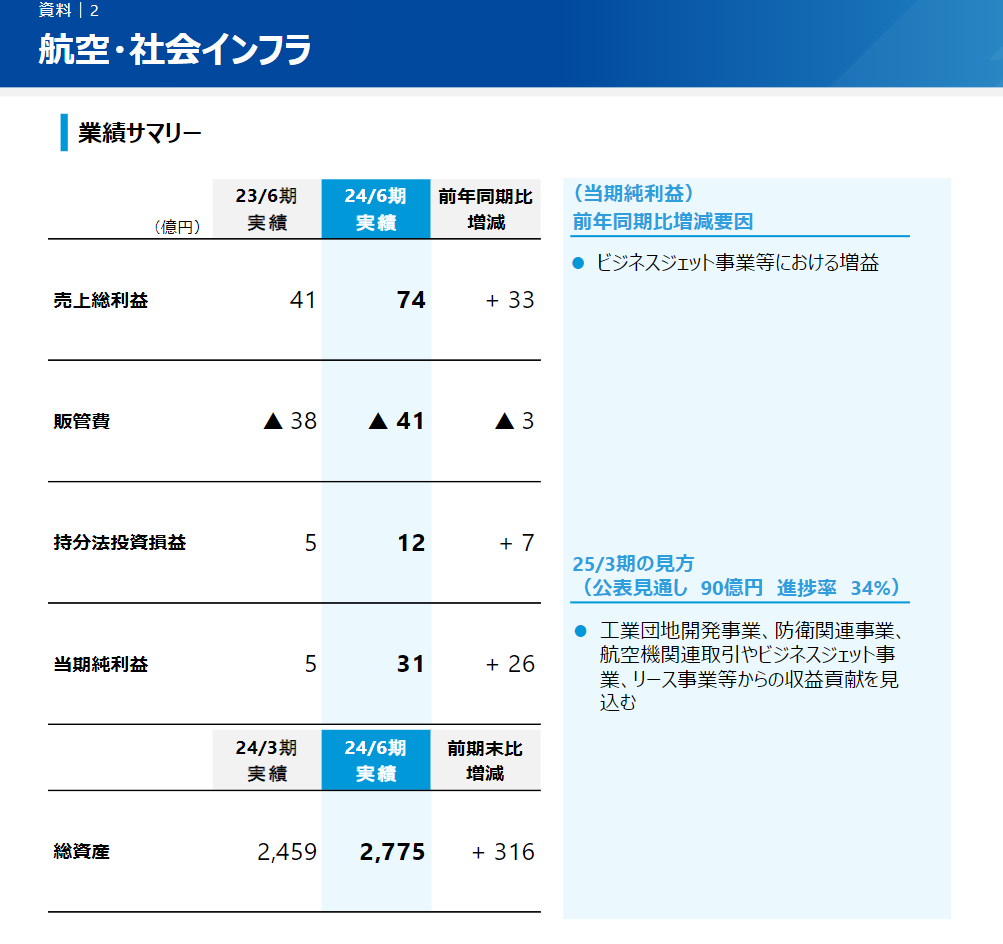 資料｜2
航空・社会インフラ
業績サマリー
（億円） 23/6期 実績 24/6期 実績 前年同期比 増減
売上総利益 41 74 + 33
販管費 ▲ 38 ▲ 41 ▲ 3
持分法投資損益 5 12 + 7
当期純利益 5 31 + 26
24/3期 実績 24/6期 実績 前期末比 増減
総資産 2,459 2,775 + 316
（当期純利益）
前年同期比増減要因
● ビジネスジェット事業等における増益
25/3期の見方
（公表見通し 90億円 進捗率 34%）
● 工業団地開発事業、防衛関連事業、
航空機関連取引やビジネスジェット事
業、リース事業等からの収益貢献を見
込む